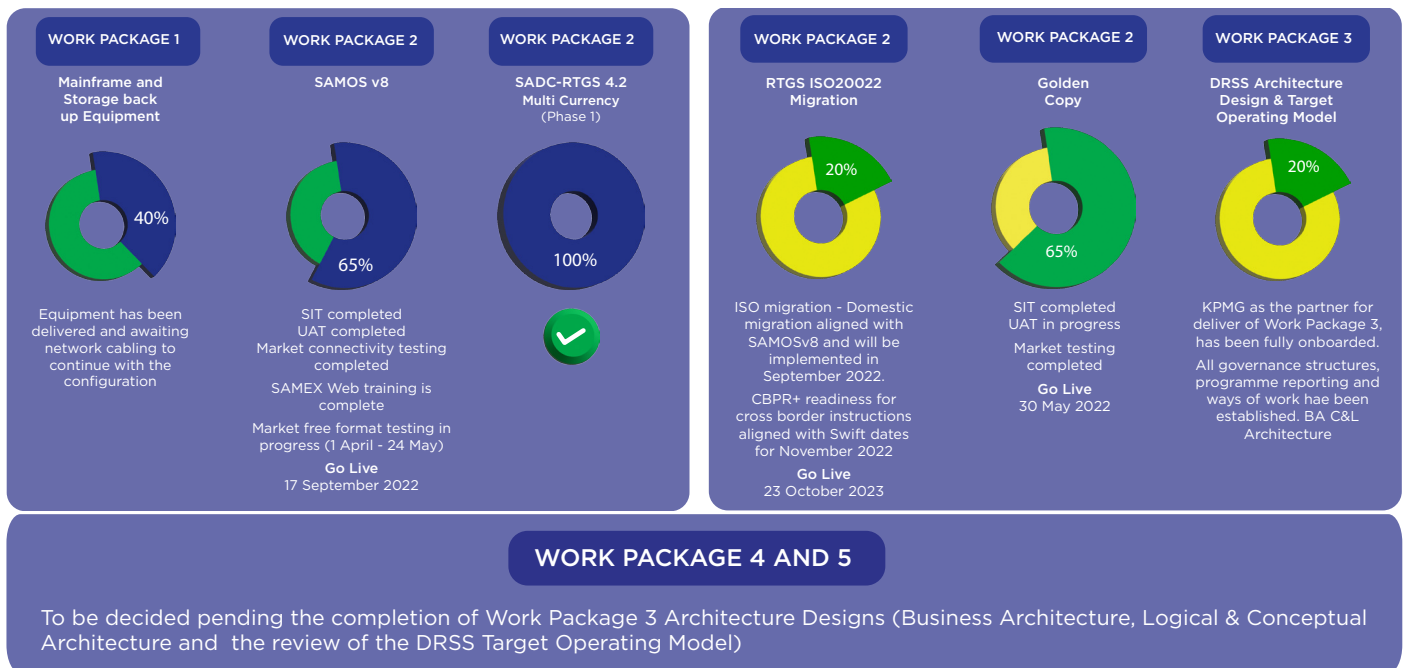 WORK PACKAGE 1
Mainframe and
Storage back
up Equipment
40%
Equipment has been
delivered and awaiting
network cabling to
continue with the
configuration
WORK PACKAGE 2
SAMOS v8
65%
SIT completed
UAT completed
Market connectivity testing
completed
SAMEX Web training is
complete
Market free format testing in
progress (1 April - 24 May)
Go Live
17 September 2022
WORK PACKAGE 2
SADC-RTGS 4.2
Multi Currency
(Phase 1)
100%
WORK PACKAGE 2
RTGS ISO20022
Migration
20%
ISO migration - Domestic
migration aligned with
SAMOSv8 and will be
implemented in
September 2022.
CBPR+ readiness for
cross border instructions
aligned with Swift dates
for November 2022
Go Live
23 October 2023
WORK PACKAGE 2
Golden
Copy
65%
SIT completed
UAT in progress
Market testing
completed
Go Live
30 May 2022
WORK PACKAGE 3
DRSS Architecture
Design & Target
Operating Model
20%
KPMG as the partner for
deliver of Work Package 3,
has been fully onboarded.
All governance structures,
programme reporting and
ways of work hae been
established. BA C&L
Architecture
WORK PACKAGE 4 AND 5
To be decided pending the completion of Work Package 3 Architecture Designs (Business Architecture, Logical & Conceptual
Architecture and the review of the DRSS Target Operating Model)